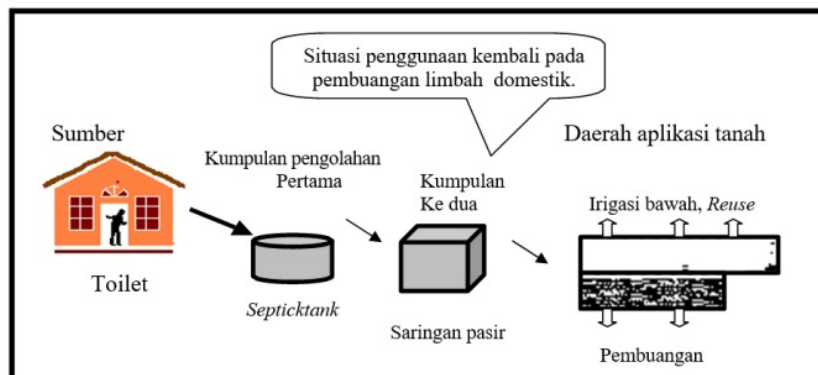 Situasi penggunaan kembali pada
pembuangan limbah domestik.
Sumber
Daerah aplikasi tanah
Kumpulan pengolahan
Pertama
Kumpulan
Ke dua
Irigasi bawah, Reuse
Toilet
Septicktank
Saringan pasir
Pembuangan